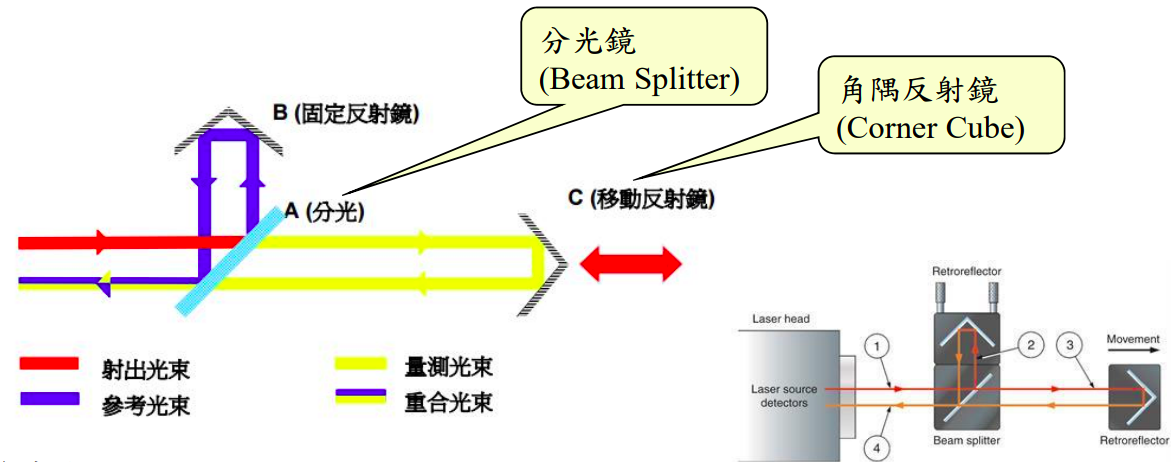 分光鏡
(Beam Splitter)
角隅反射鏡
(Corner Cube)
B (固定反射鏡)
A (分光)
C (移動反射鏡)
射出光束
參考光束
量測光束
重合光束
Retroreflector
Laser head
Movement
1
2
3
Laser source
detectors
4
Beam splitter
Retroreflector